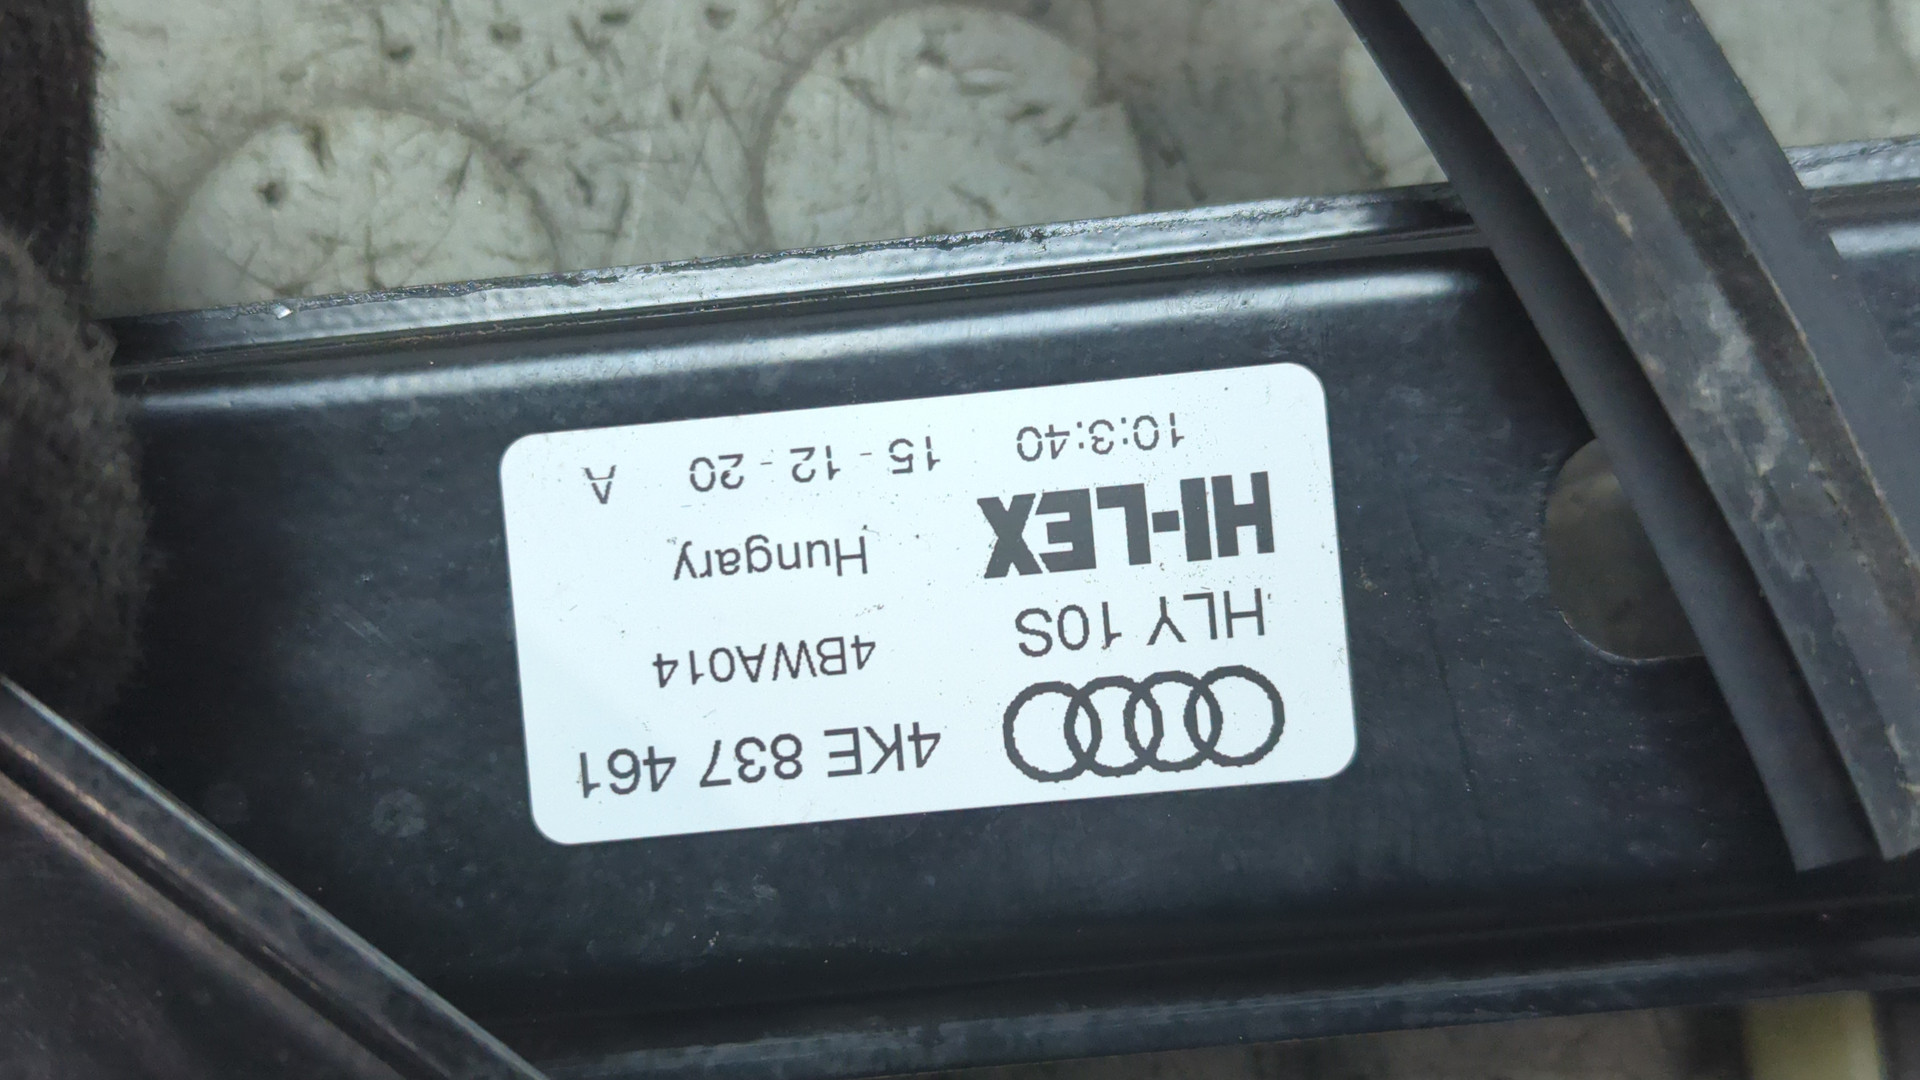 4KE 837 461
HLY 10S 4BWA014
HI-LEX Hungary
10:3:40 15 - 12 - 20 A